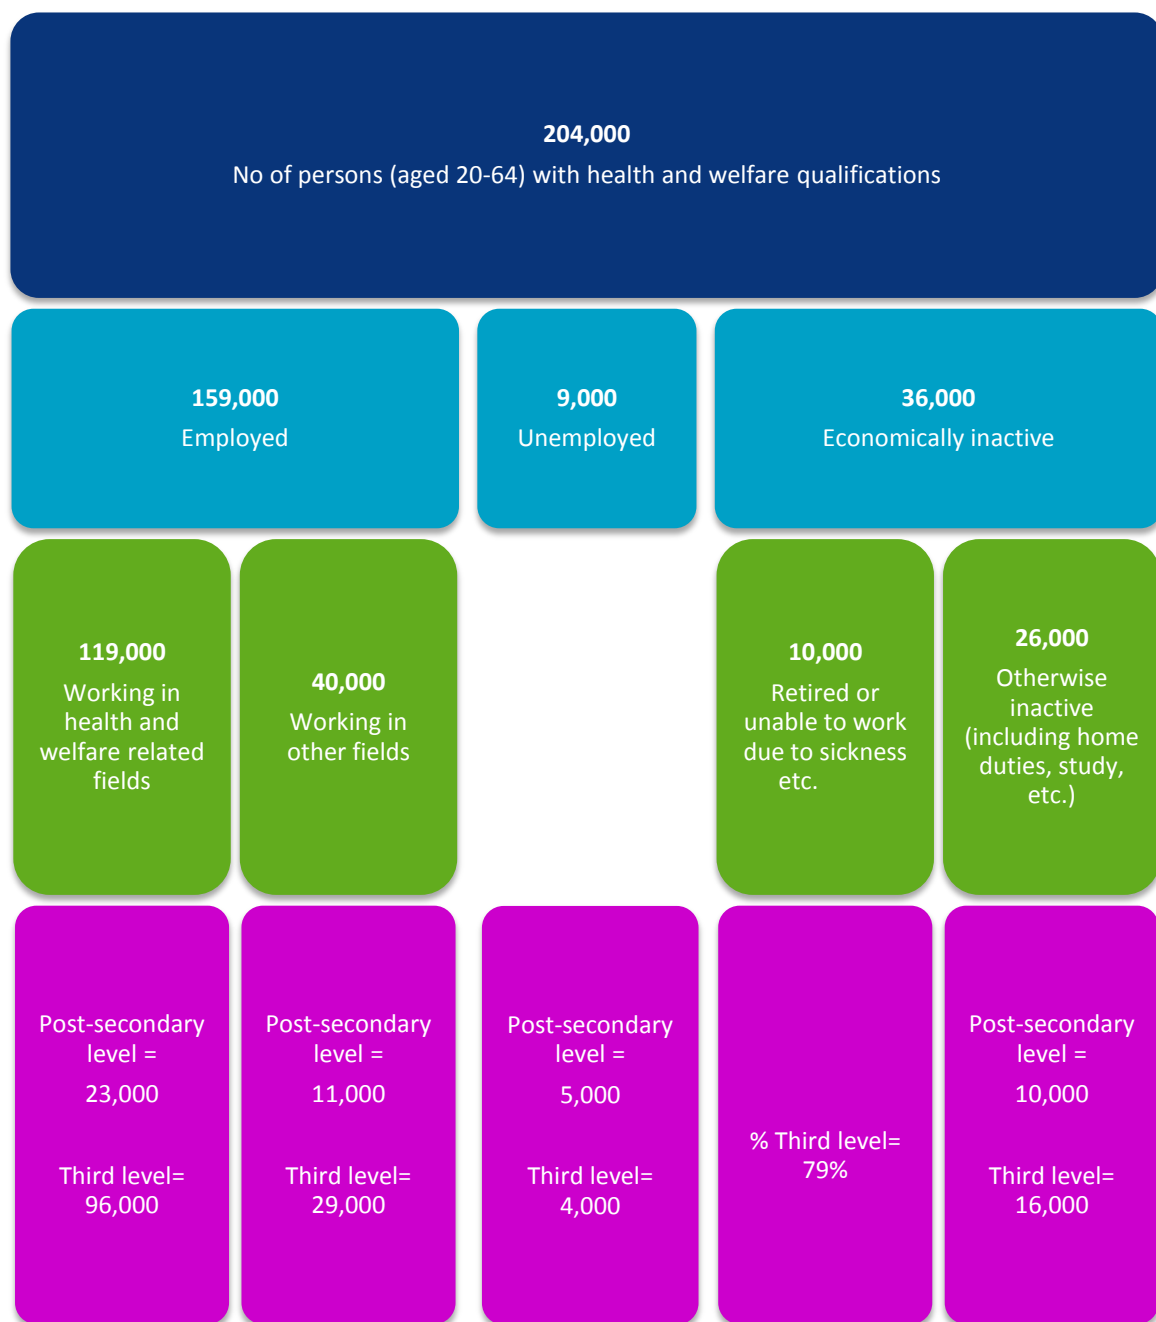 204,000
No of persons (aged 20-64) with health and welfare qualifications
159,000
Employed
9,000
Unemployed
36,000
Economically inactive
119,000
Working in
health and
welfare related
fields
40,000
Working in
other fields
10,000
Retired or
unable to work
due to sickness
etc.
26,000
Otherwise
inactive
(including home
duties, study,
etc.)
Post-secondary
level =
23,000
Third level=
96,000
Post-secondary
level =
11,000
Third level=
29,000
Post-secondary
level =
5,000
Third level=
4,000
% Third level=
79%
Post-secondary
level =
10,000
Third level=
16,000